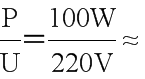 P/U = 100W/220V ≈